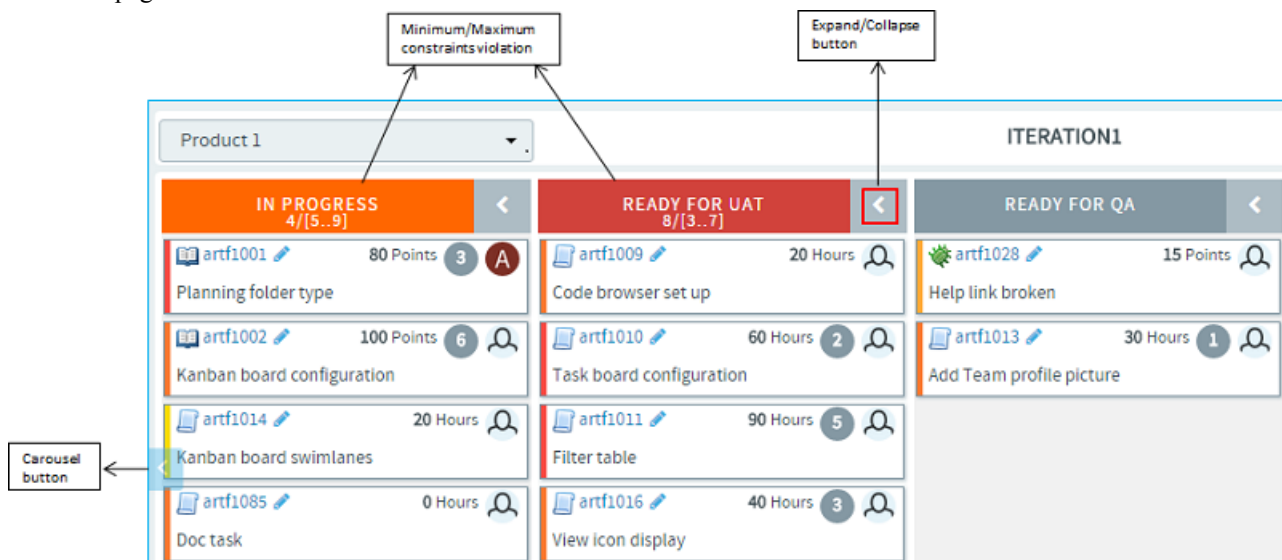 Minimum/Maximum
constraints violation
Expand/Collapse
button
Product 1
ITERATION1
IN PROGRESS
4/[5..9]
READY FOR UAT
8/[3..7]
READY FOR QA
artf1001 80 Points 3 A
Planning folder type
artf1009 20 Hours
Code browser set up
artf1028 15 Points
Help link broken
artf1002 100 Points 6
Kanban board configuration
artf1010 60 Hours 2
Task board configuration
artf1013 30 Hours 1
Add Team profile picture
artf1014 20 Hours
Kanban board swimlanes
artf1011 90 Hours 5
Filter table
Carousel
button
artf1085 0 Hours
Doc task
artf1016 40 Hours 3
View icon display